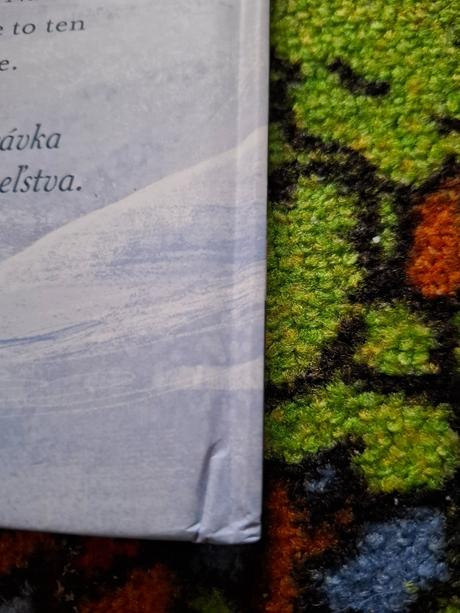 e to ten
e.
ávka
eľstva.